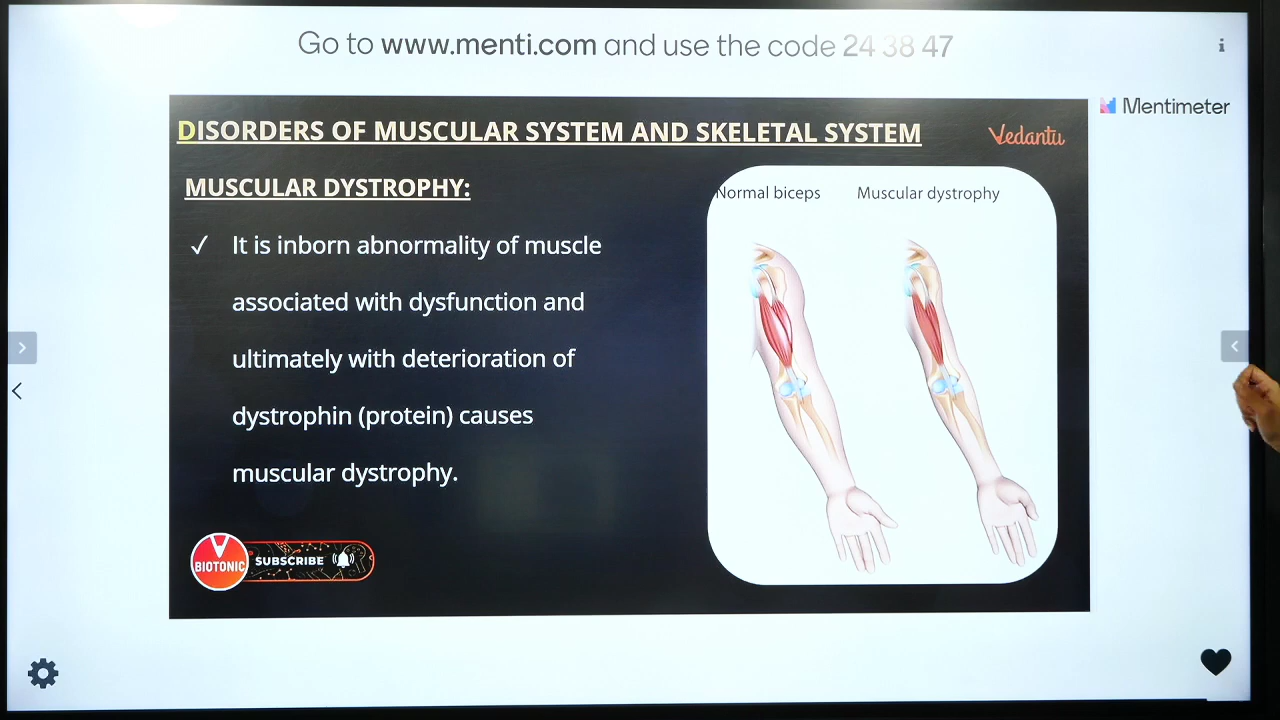 Go to www.menti.com and use the code 24 38 47
i
Mentimeter
DISORDERS OF MUSCULAR SYSTEM AND SKELETAL SYSTEM
Vedantu
MUSCULAR DYSTROPHY:
✓ It is inborn abnormality of muscle
associated with dysfunction and
ultimately with deterioration of
dystrophin (protein) causes
muscular dystrophy.
Normal biceps
Muscular dystrophy
BIOTONIC
SUBSCRIBE